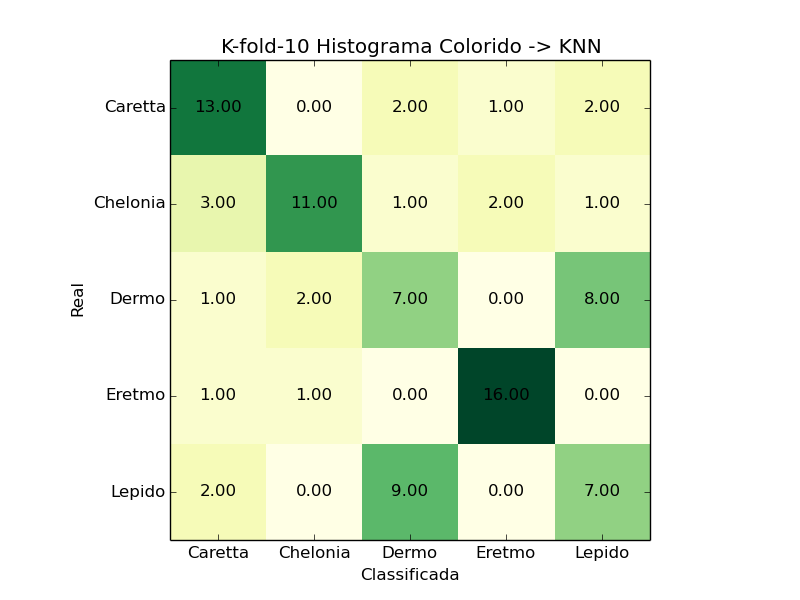 K-fold-10 Histograma Colorido -> KNN
Caretta 13.00 0.00 2.00 1.00 2.00
Chelonia 3.00 11.00 1.00 2.00 1.00
Real
Dermo 1.00 2.00 7.00 0.00 8.00
Eretmo 1.00 1.00 0.00 16.00 0.00
Lepido 2.00 0.00 9.00 0.00 7.00
Caretta Chelonia Dermo Eretmo Lepido
Classificada